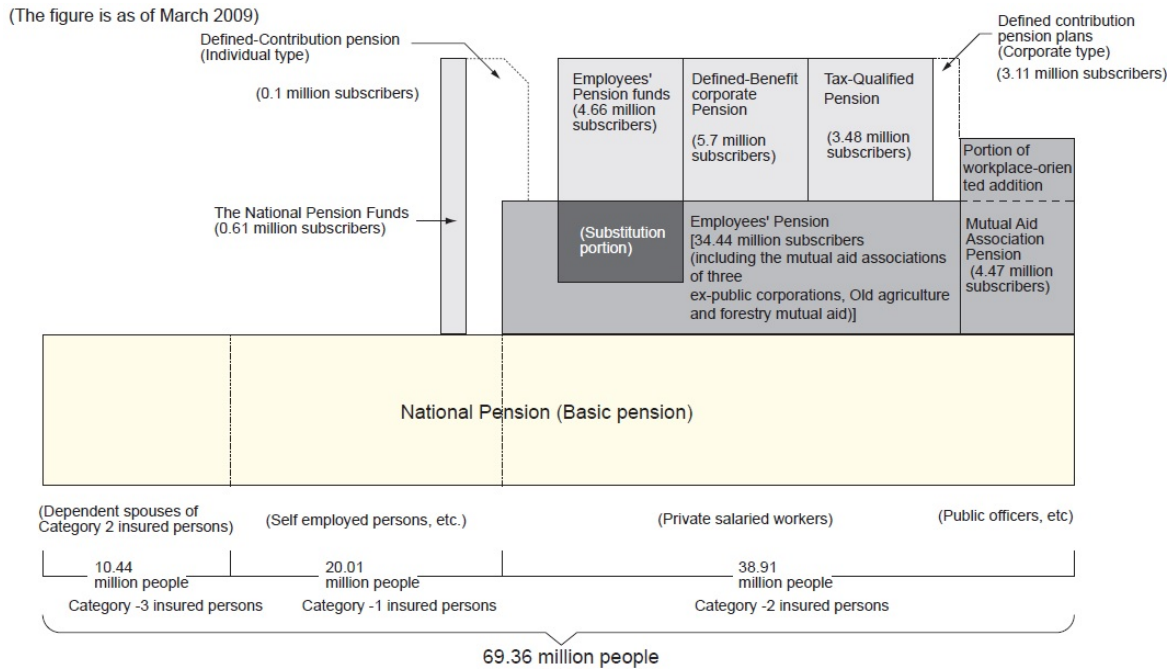 (The figure is as of March 2009)
Defined-Contribution pension
(Individual type)
(0.1 million subscribers)
The National Pension Funds
(0.61 million subscribers)
Employees'
Pension funds
(4.66 million
subscribers)
Defined-Benefit
corporate
Pension
(5.7 million
subscribers)
Tax-Qualified
Pension
(3.48 million
subscribers)
Defined contribution
pension plans
(Corporate type)
(3.11 million subscribers)
Portion of
workplace-orien
ted addition
(Substitution
portion)
Employees' Pension
[34.44 million subscribers
(including the mutual aid associations
of three
ex-public corporations, Old agriculture
and forestry mutual aid)]
Mutual Aid
Association
Pension
(4.47 million
subscribers)
National Pension (Basic pension)
(Dependent spouses of
Category 2 insured persons)
(Self employed persons, etc.)
(Private salaried workers)
(Public officers, etc)
10.44
million people
20.01
million people
38.91
million people
Category -3 insured persons
Category -1 insured persons
Category -2 insured persons
69.36 million people